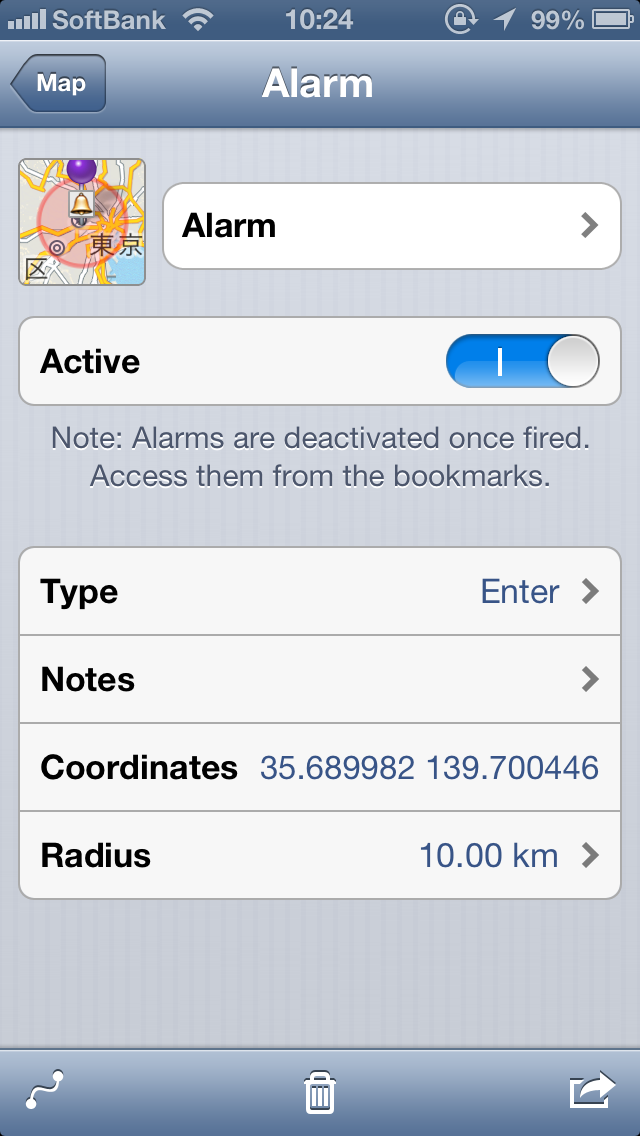 SoftBank 10:24 99%
Map
Alarm
東京
区
Alarm
Active
Note: Alarms are deactivated once fired.
Access them from the bookmarks.
Type Enter
Notes
Coordinates 35.689982 139.700446
Radius 10.00 km